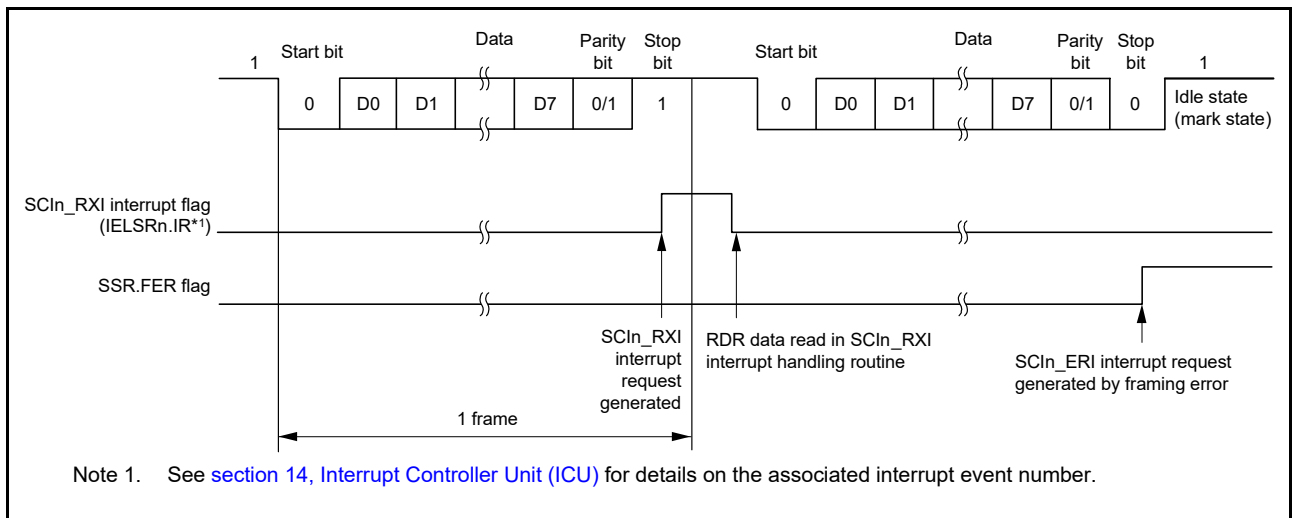 1 Start bit Data Parity bit Stop bit Start bit Data Parity bit Stop bit 1
0 D0 D1 D7 0/1 1 0 D0 D1 D7 0/1 0 Idle state (mark state)
SCIn_RXI interrupt flag
(IELSRn.IR*1)
SSR.FER flag
SCIn_RXI
interrupt
request
generated
RDR data read in SCIn_RXI
interrupt handling routine
SCIn_ERI interrupt request
generated by framing error
1 frame
Note 1. See section 14, Interrupt Controller Unit (ICU) for details on the associated interrupt event number.